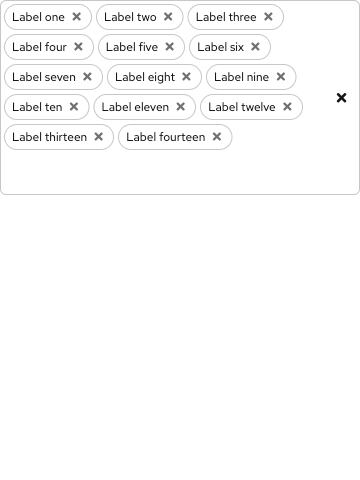 Label one Label two Label three
Label four Label five Label six
Label seven Label eight Label nine
Label ten Label eleven Label twelve
Label thirteen Label fourteen